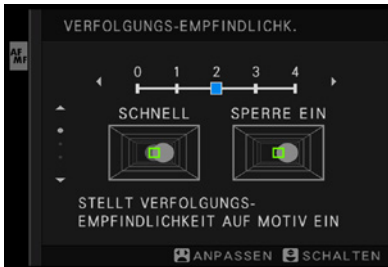 VERFOLGUNGS-EMPFINDLICHK.
AF
MF
0 1 2 3 4
SCHNELL SPERRE EIN
STELLT VERFOLGUNGS-
EMPFINDLICHKEIT AUF MOTIV EIN
ANPASSEN SCHALTEN